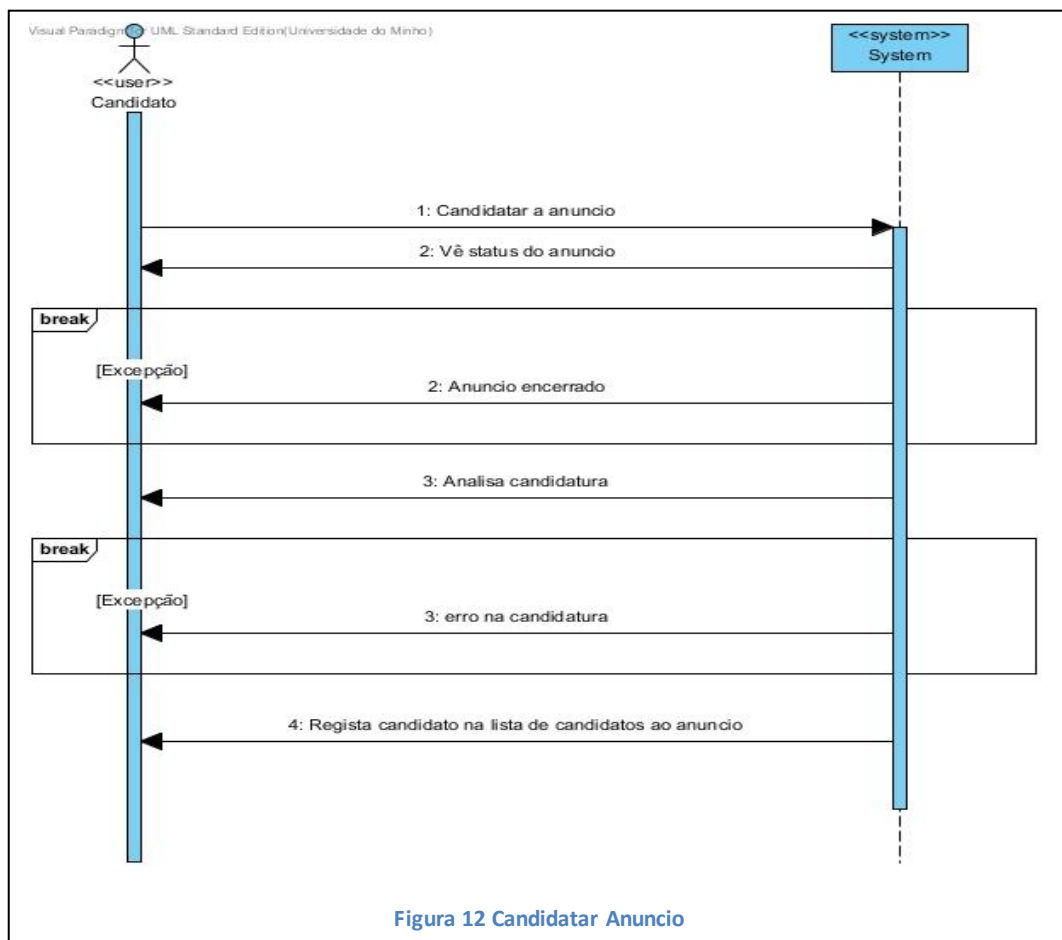 Visual Paradigm for UML Standard Edition(Universidade do Minho)
<<user>>
Candidato
<<system>>
System
1: Candidatar a anuncio
2: Vê status do anuncio
break
[Excepção]
2: Anuncio encerrado
3: Analisa candidatura
break
[Excepção]
3: erro na candidatura
4: Regista candidato na lista de candidatos ao anuncio
Figura 12 Candidatar Anuncio